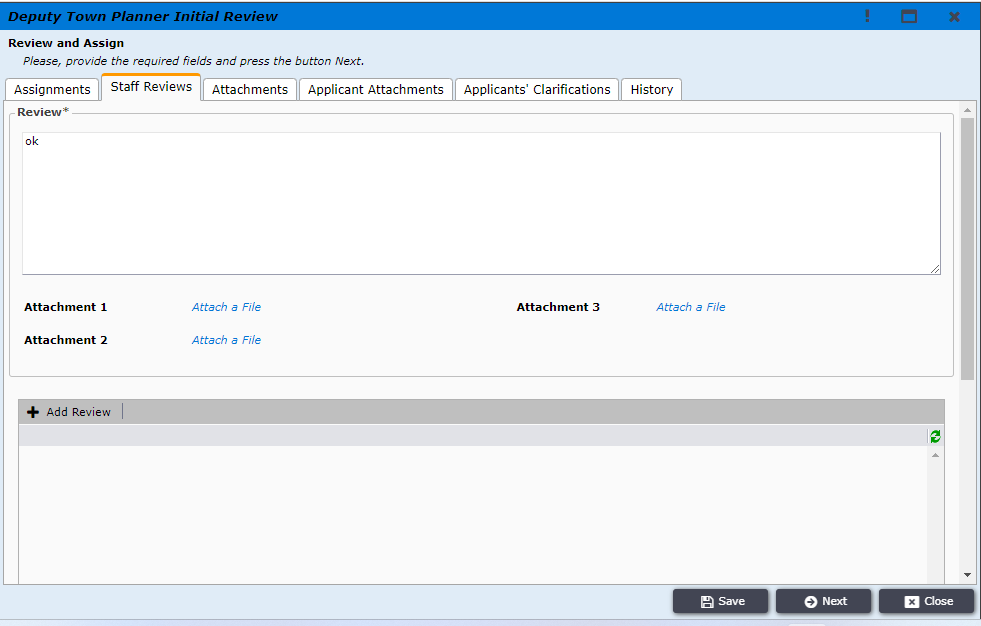 Deputy Town Planner Initial Review
Review and Assign
Please, provide the required fields and press the button Next.
Assignments Staff Reviews Attachments Applicant Attachments Applicants' Clarifications History
Review*
ok
Attachment 1 Attach a File Attachment 3 Attach a File
Attachment 2 Attach a File
Add Review
Save Next Close